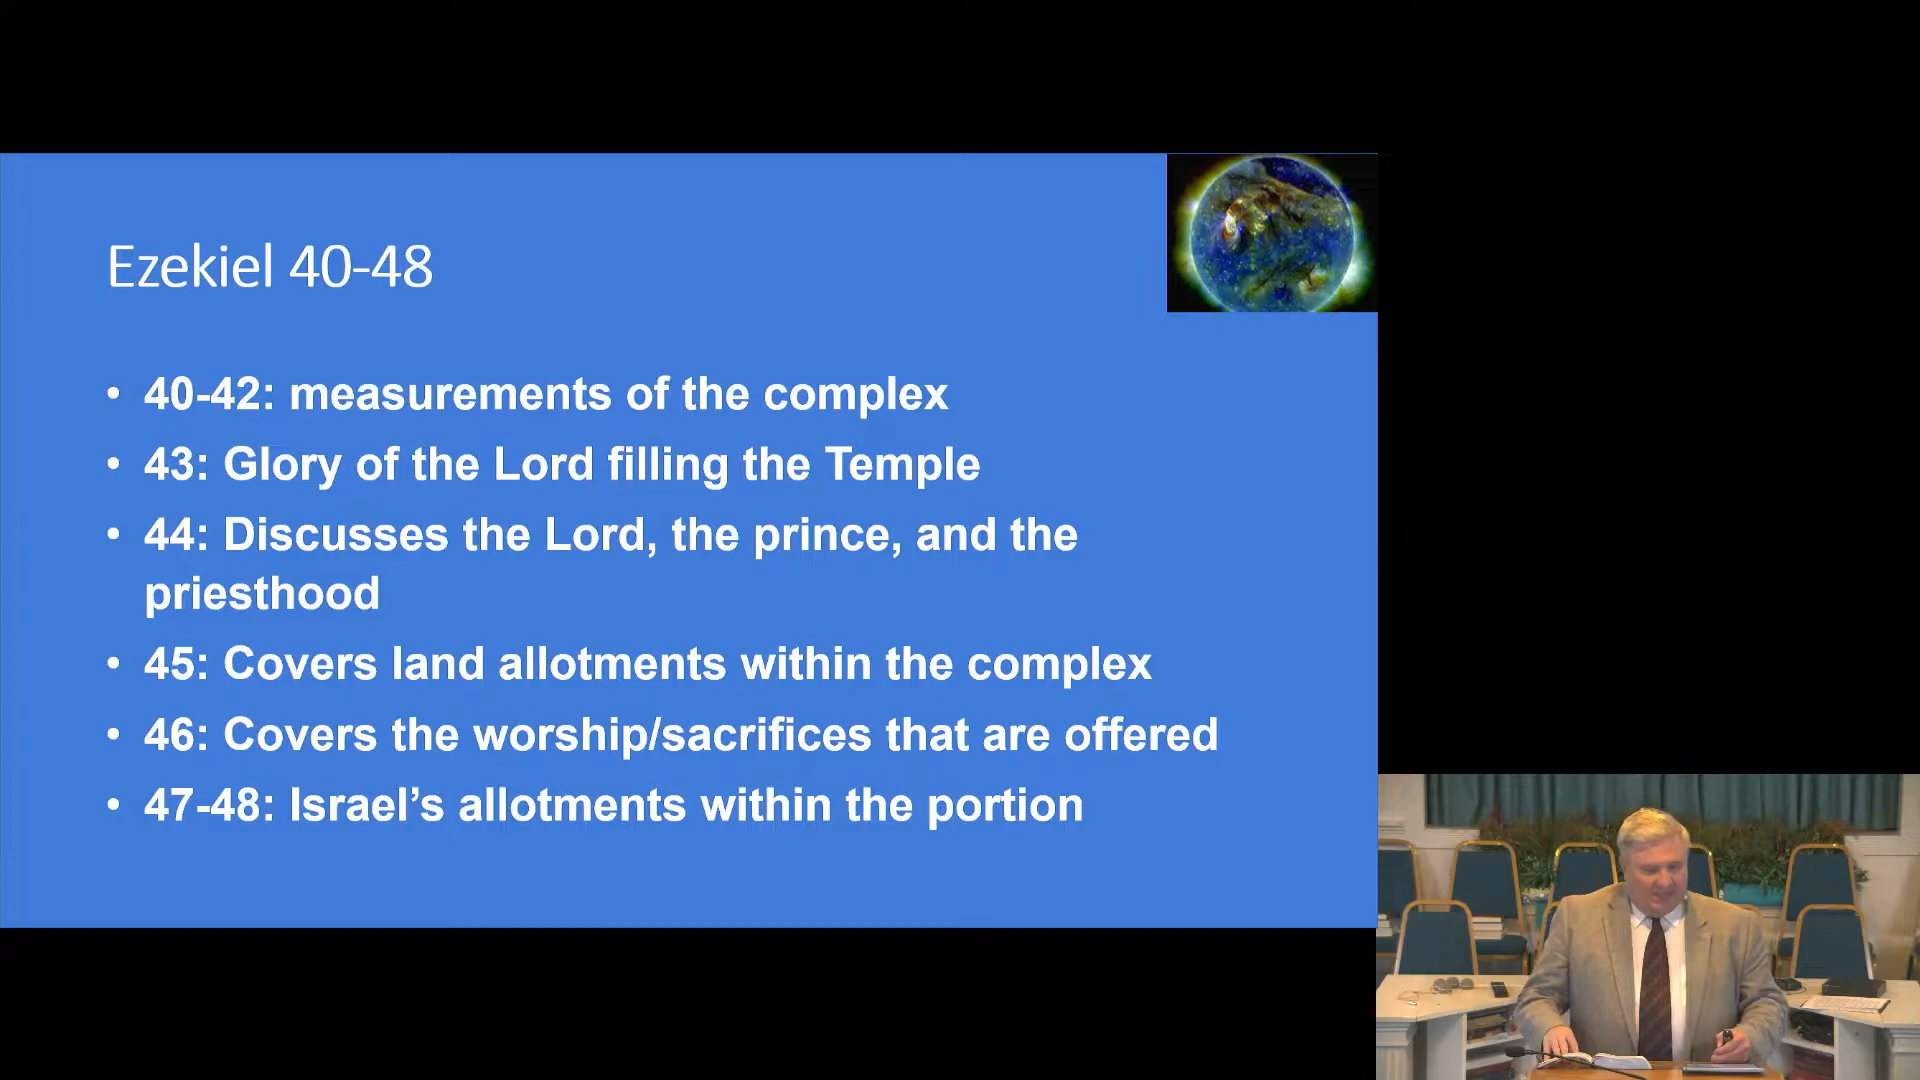 Ezekiel 40-48
• 40-42: measurements of the complex
• 43: Glory of the Lord filling the Temple
• 44: Discusses the Lord, the prince, and the
priesthood
• 45: Covers land allotments within the complex
• 46: Covers the worship/sacrifices that are offered
• 47-48: Israel’s allotments within the portion